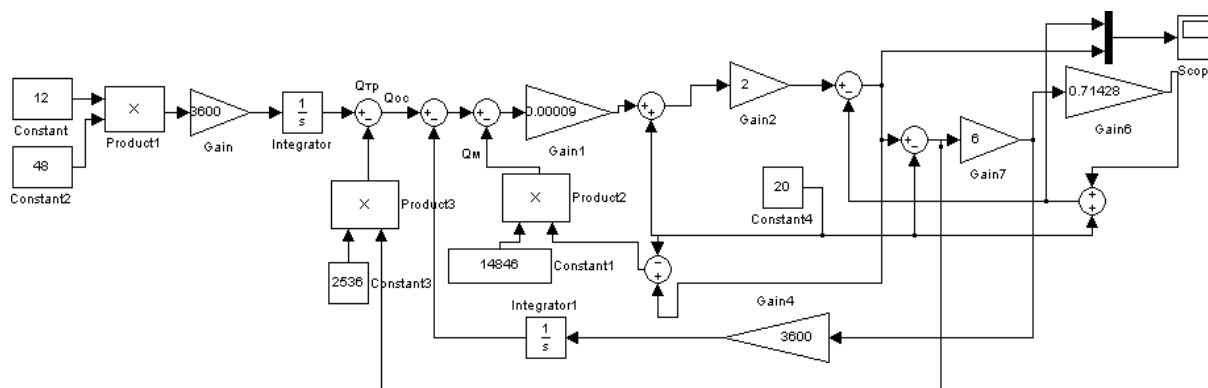 12
Constant
48
Constant2
×
Product1
3600
Gain
1
s
Integrator
Qтр
Qос
Qм
×
Product3
2536
Constant3
0.00009
Gain1
×
Product2
14846
Constant1
2
Gain2
20
Constant4
6
Gain7
0.71428
Gain6
Scop
Integrator1
1
s
Gain4
3600